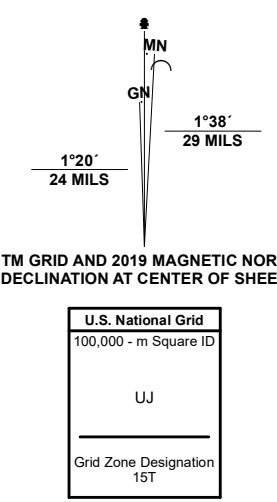 MN
GN
1°38´
29 MILS
1°20´
24 MILS
TM GRID AND 2019 MAGNETIC NOR
DECLINATION AT CENTER OF SHEE
U.S. National Grid
100,000 - m Square ID
UJ
Grid Zone Designation
15T